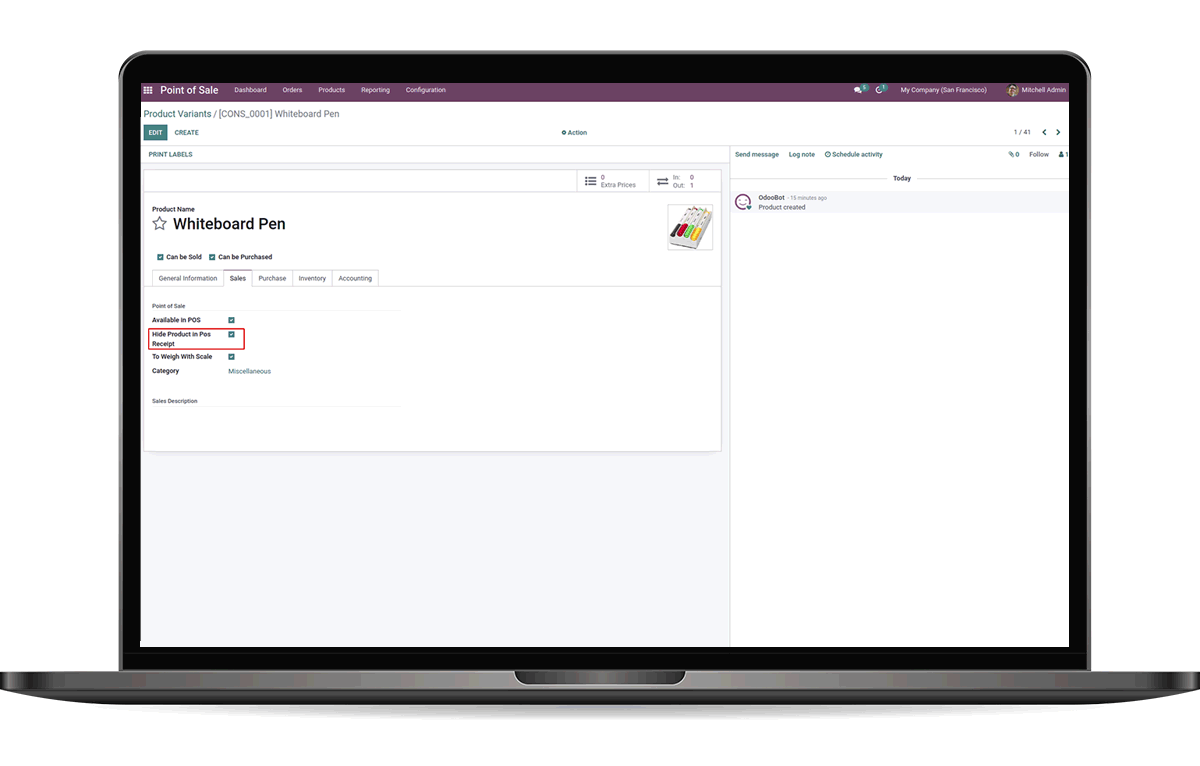 Point of Sale Dashboard Orders Products Reporting Configuration 5 1 My Company (San Francisco) Mitchell Admin
Product Variants / [CONS_0001] Whiteboard Pen
EDIT CREATE Action 1 / 41
PRINT LABELS
Send message Log note Schedule activity 0 Follow 1
0
Extra Prices
In: 0
Out: 1
Today
OdooBot - 15 minutes ago
Product created
Product Name
Whiteboard Pen
Can be Sold Can be Purchased
General Information Sales Purchase Inventory Accounting
Point of Sale
Available in POS
Hide Product in Pos
Receipt
To Weigh With Scale
Category Miscellaneous
Sales Description